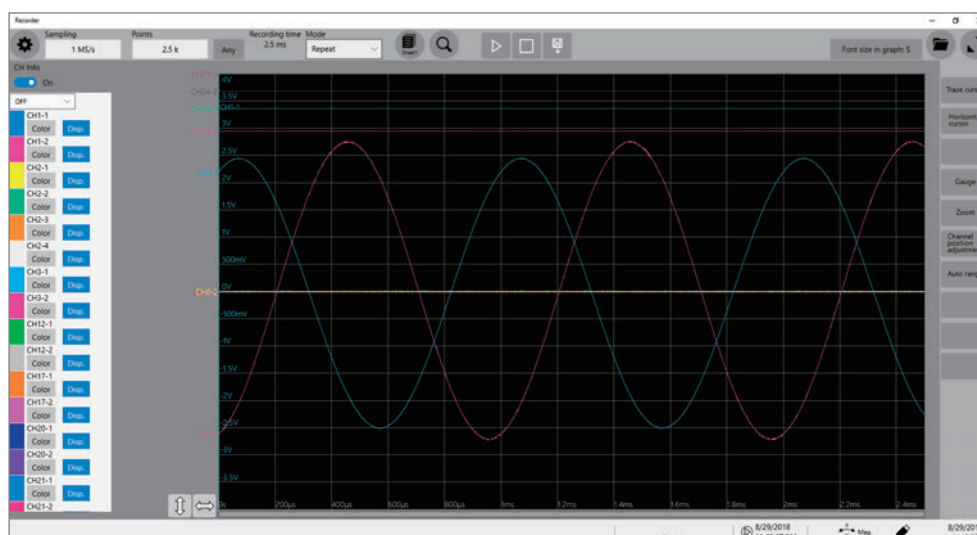 Recorder
Sampling
1 MS/s
Points
2.5 k
Any
Recording time
2.5 ms
Mode
Repeat
Font size in graph: S
CH Info
On
OFF
CH1-1
Color Disp.
CH1-2
Color Disp.
CH2-1
Color Disp.
CH2-2
Color Disp.
CH2-3
Color Disp.
CH2-4
Color Disp.
CH3-1
Color Disp.
CH3-2
Color Disp.
CH12-1
Color Disp.
CH12-2
Color Disp.
CH17-1
Color Disp.
CH17-2
Color Disp.
CH20-1
Color Disp.
CH20-2
Color Disp.
CH21-1
Color Disp.
CH21-2
4V
3.5V
CH1-1
3V
2.5V
2V
1.5V
1V
500mV
0V
-500mV
-1V
-1.5V
-2V
-2.5V
-3V
-3.5V
0s 200µs 400µs 600µs 800µs 1ms 1.2ms 1.4ms 1.6ms 1.8ms 2ms 2.2ms 2.4ms
Trace curs
Horizont
cursor
Gauge
Zoom
Channel
position
adjustmen
Auto rang
8/29/2018
Mes.
8/29/201